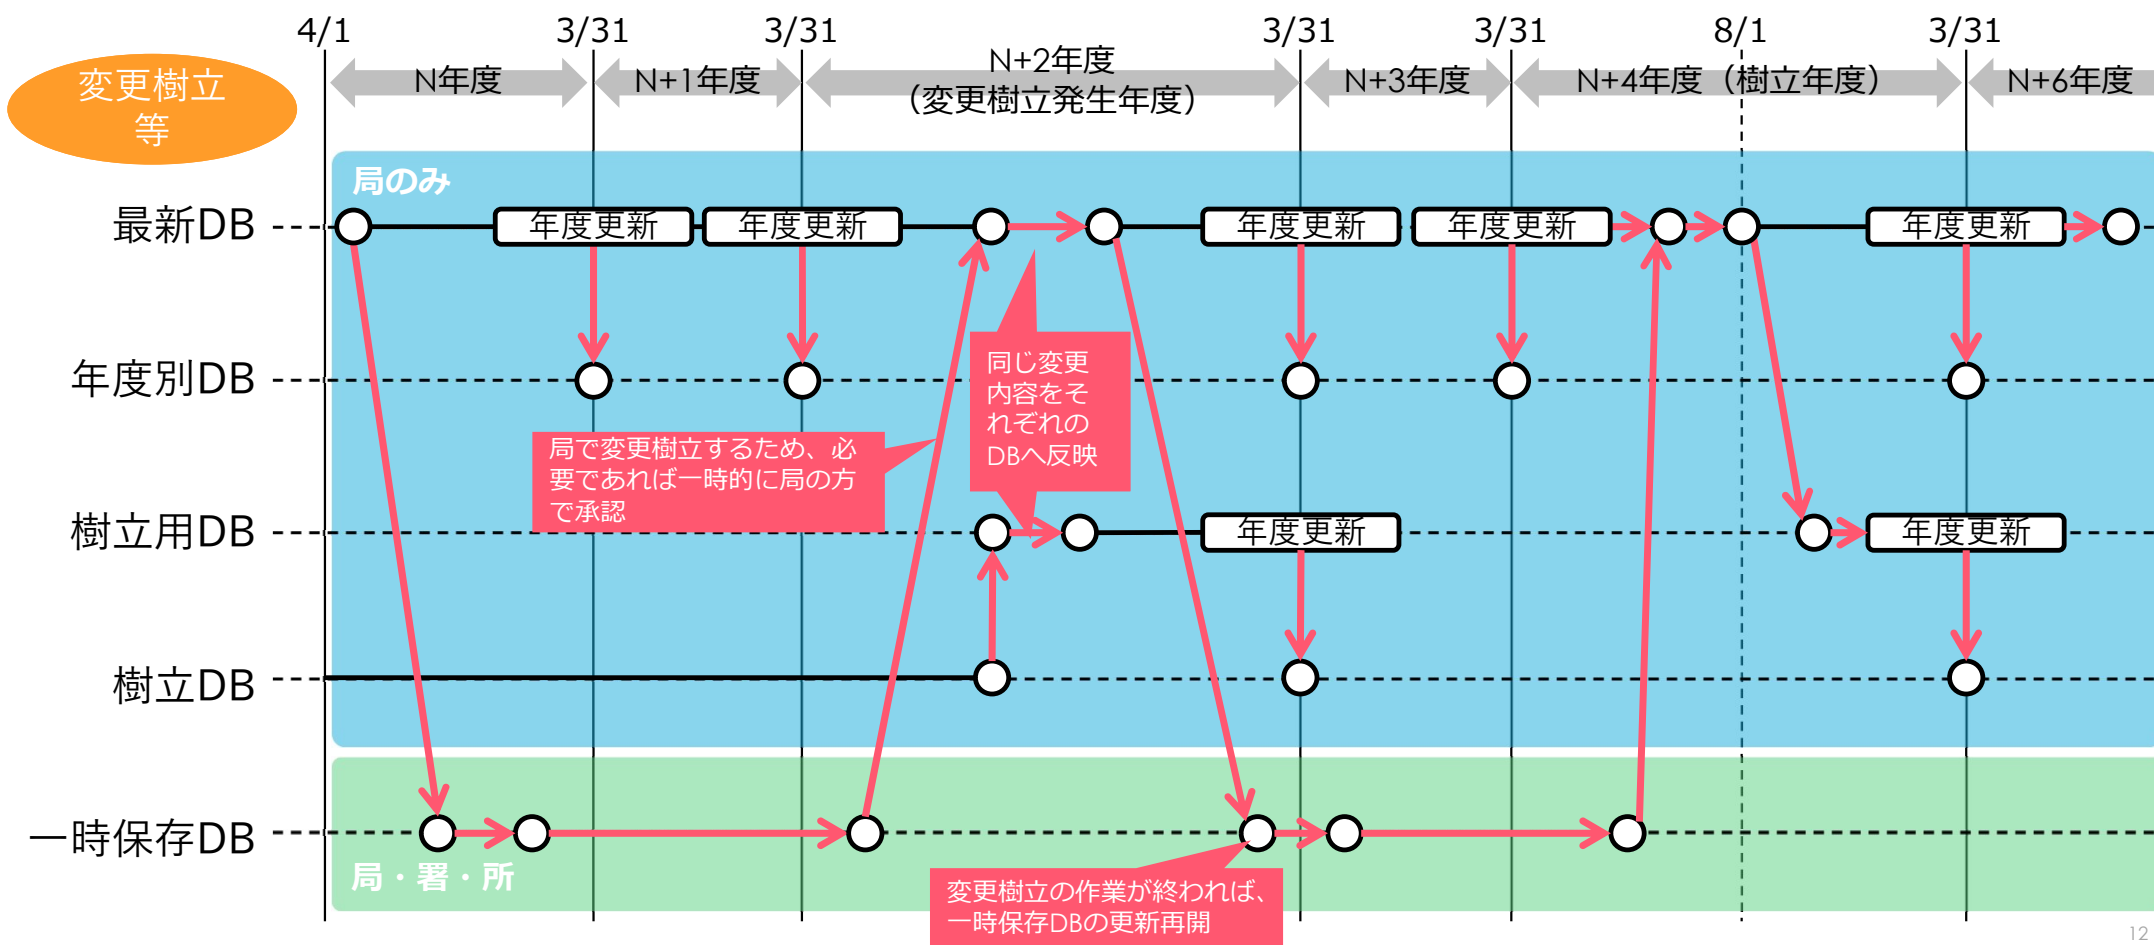 4/1
3/31
3/31
3/31
3/31
8/1
3/31
変更樹立
等
N年度
N+1年度
N+2年度
（変更樹立発生年度）
N+3年度
N+4年度（樹立年度）
N+6年度
局のみ
最新DB
年度更新
年度更新
年度更新
年度更新
年度更新
年度別DB
同じ変更
内容をそ
れぞれの
DBへ反映
局で変更樹立するため、必
要であれば一時的に局の方
で承認
樹立用DB
年度更新
年度更新
樹立DB
一時保存DB
局・署・所
変更樹立の作業が終われば、
一時保存DBの更新再開
12